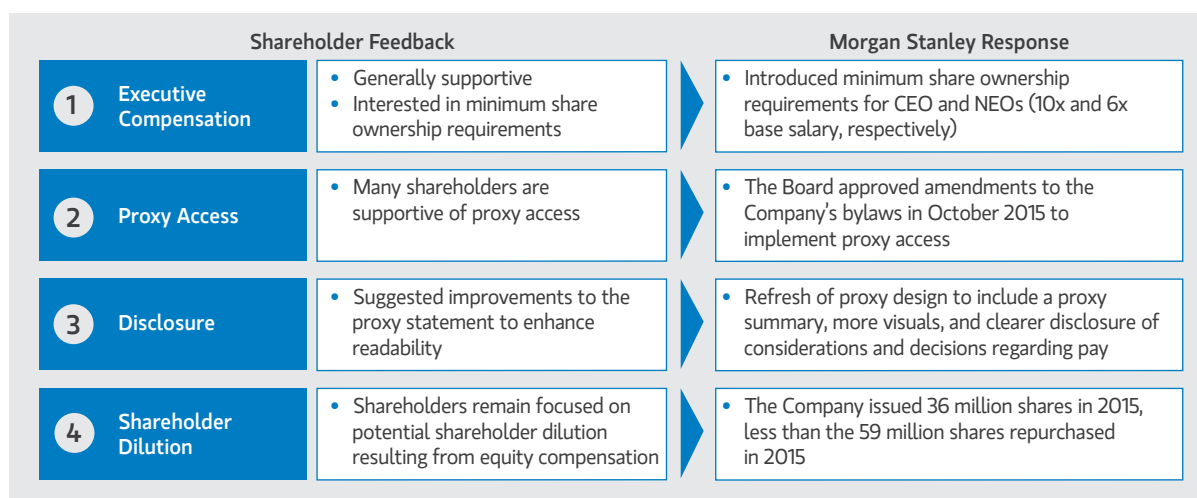 Shareholder Feedback
Morgan Stanley Response
1
Executive
Compensation
• Generally supportive
• Interested in minimum share
ownership requirements
• Introduced minimum share ownership
requirements for CEO and NEOs (10x and 6x
base salary, respectively)
2
Proxy Access
• Many shareholders are
supportive of proxy access
• The Board approved amendments to the
Company’s bylaws in October 2015 to
implement proxy access
3
Disclosure
• Suggested improvements to the
proxy statement to enhance
readability
• Refresh of proxy design to include a proxy
summary, more visuals, and clearer disclosure of
considerations and decisions regarding pay
4
Shareholder
Dilution
• Shareholders remain focused on
potential shareholder dilution
resulting from equity compensation
• The Company issued 36 million shares in 2015,
less than the 59 million shares repurchased
in 2015